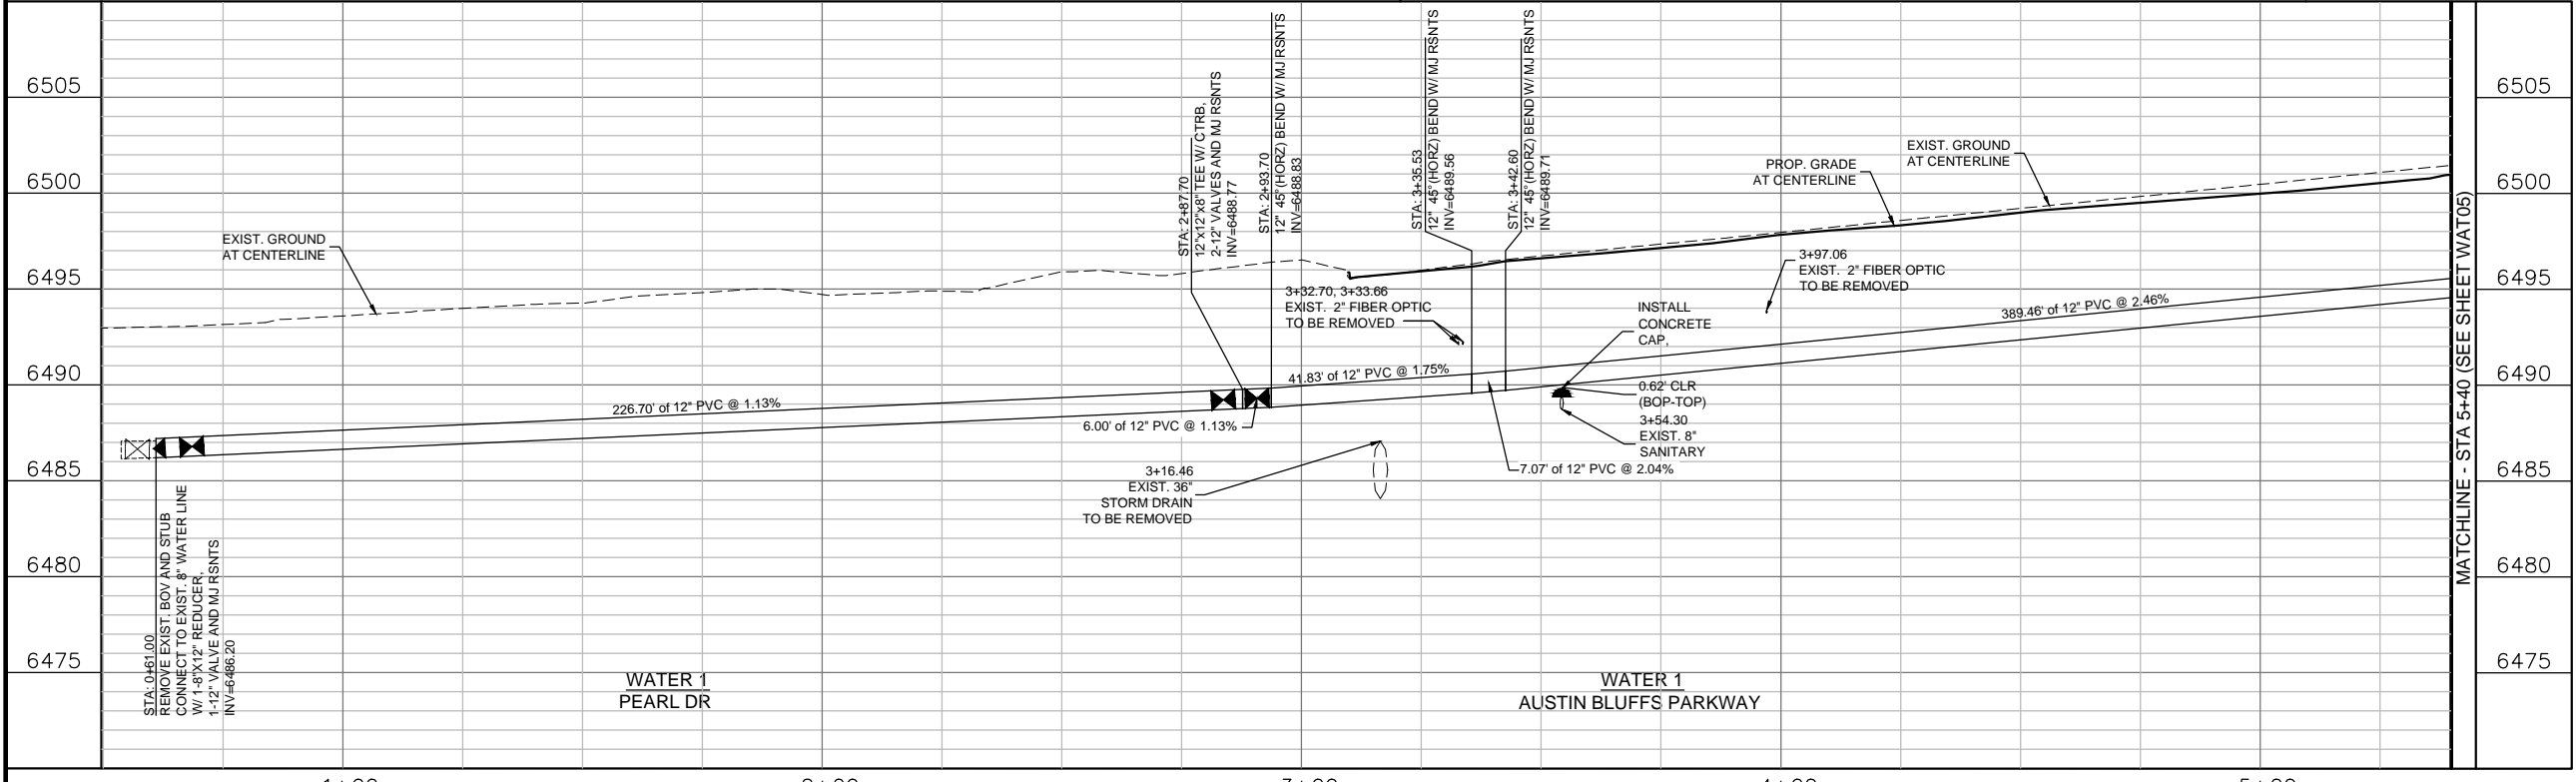 6505
6500
6495
6490
6485
6480
6475
EXIST. GROUND
AT CENTERLINE
STA: 0+61.00
REMOVE EXIST. BOV AND STUB
CONNECT TO EXIST. 8" WATER LINE
W/ 1-8"X12" REDUCER,
1-12" VALVE AND MJ RSNTS
INV=6486.20
226.70' of 12" PVC @ 1.13%
WATER 1
PEARL DR
STA: 2+87.70
12"x12"x8" TEE W/ CTRB,
2-12" VALVES AND MJ RSNTS
INV=6488.77
STA: 2+93.70
12" 45°(HORZ) BEND W/ MJ RSNTS
INV=6488.83
6.00' of 12" PVC @ 1.13%
3+16.46
EXIST. 36"
STORM DRAIN
TO BE REMOVED
3+32.70, 3+33.66
EXIST. 2" FIBER OPTIC
TO BE REMOVED
41.83' of 12" PVC @ 1.75%
STA: 3+35.53
12" 45°(HORZ) BEND W/ MJ RSNTS
INV=6489.56
STA: 3+42.60
12" 45°(HORZ) BEND W/ MJ RSNTS
INV=6489.71
7.07' of 12" PVC @ 2.04%
INSTALL
CONCRETE
CAP,
0.62' CLR
(BOP-TOP)
3+54.30
EXIST. 8"
SANITARY
3+97.06
EXIST. 2" FIBER OPTIC
TO BE REMOVED
PROP. GRADE
AT CENTERLINE
EXIST. GROUND
AT CENTERLINE
389.46' of 12" PVC @ 2.46%
WATER 1
AUSTIN BLUFFS PARKWAY
MATCHLINE - STA 5+40 (SEE SHEET WAT05)
6505
6500
6495
6490
6485
6480
6475